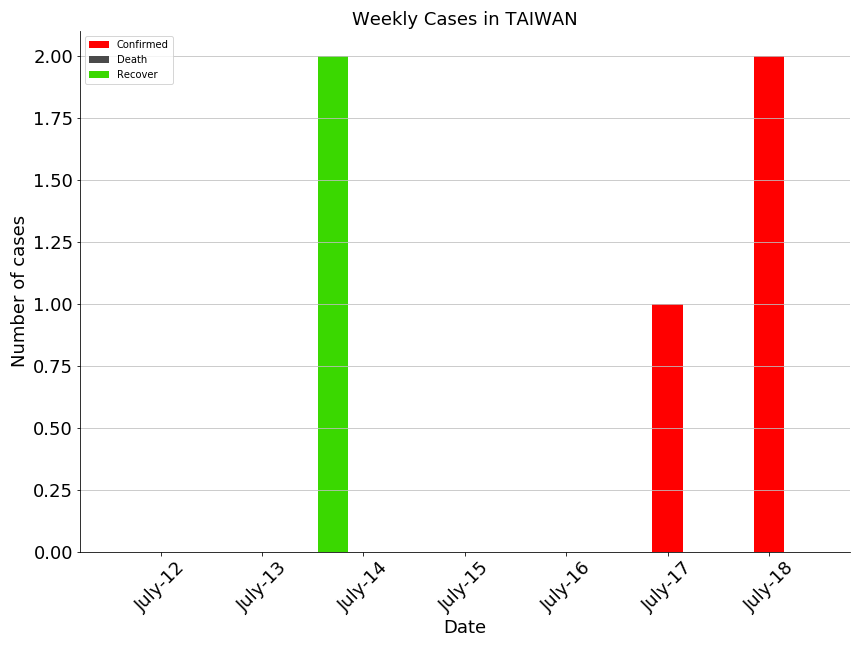 Weekly Cases in TAIWAN
Confirmed
Death
Recover
Number of cases
2.00
1.75
1.50
1.25
1.00
0.75
0.50
0.25
0.00
July-12
July-13
July-14
July-15
July-16
July-17
July-18
Date